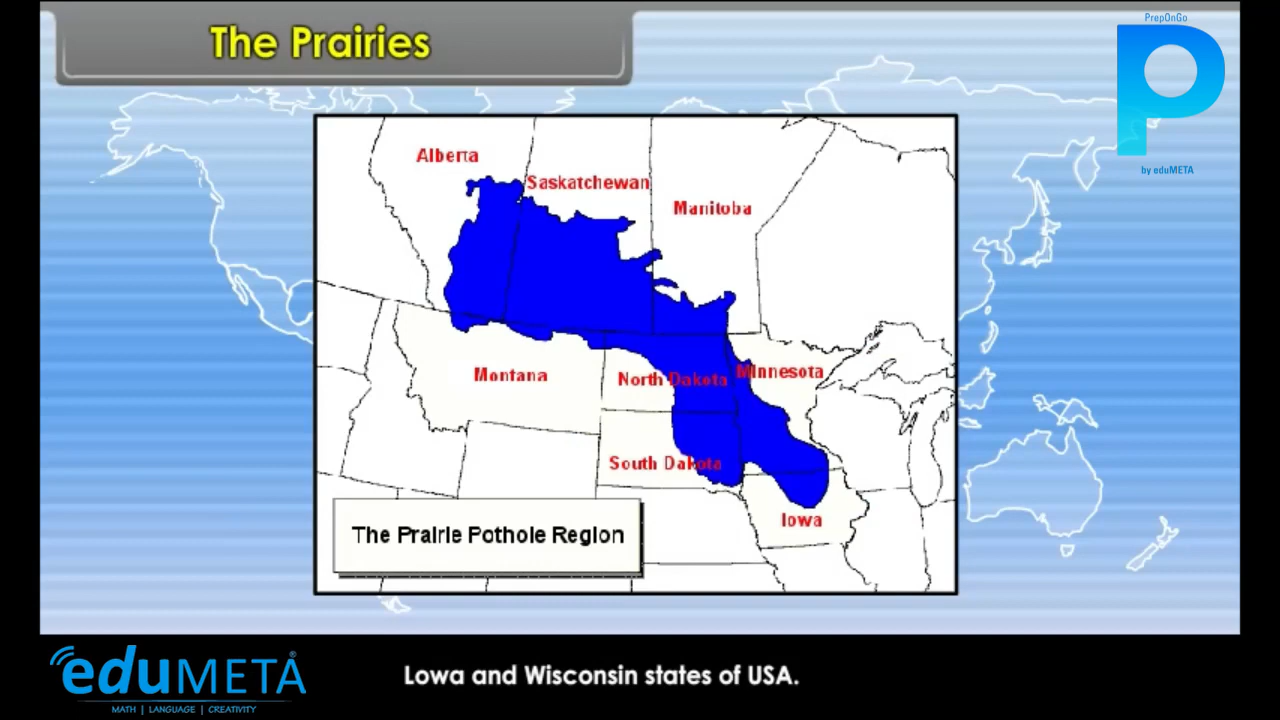 The Prairies
PrepOnGo
P
by eduMETA
Alberta
Saskatchewan
Manitoba
Montana
North Dakota
Minnesota
South Dakota
Iowa
The Prairie Pothole Region
eduMETA
MATH | LANGUAGE | CREATIVITY
Lowa and Wisconsin states of USA.